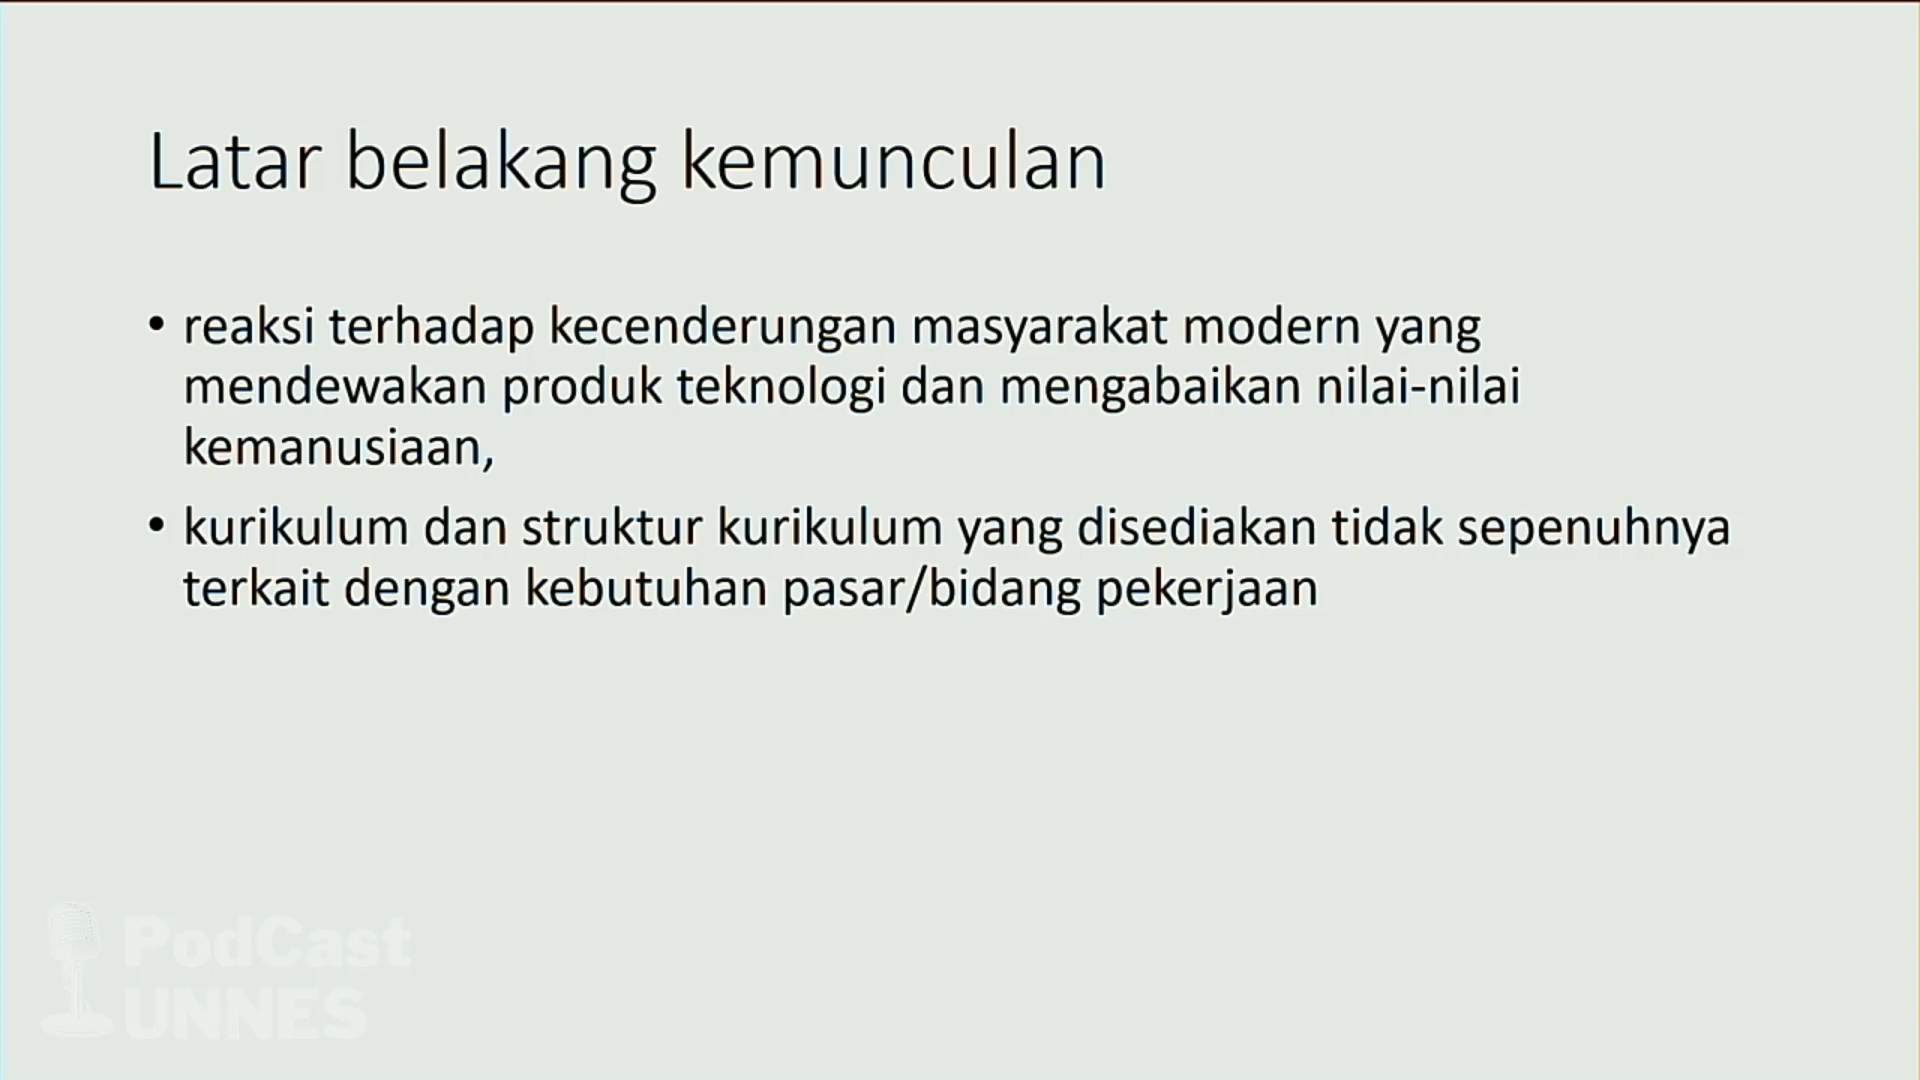 Latar belakang kemunculan
• reaksi terhadap kecenderungan masyarakat modern yang
mendewakan produk teknologi dan mengabaikan nilai-nilai
kemanusiaan,
• kurikulum dan struktur kurikulum yang disediakan tidak sepenuhnya
terkait dengan kebutuhan pasar/bidang pekerjaan
PodCast
UNNES